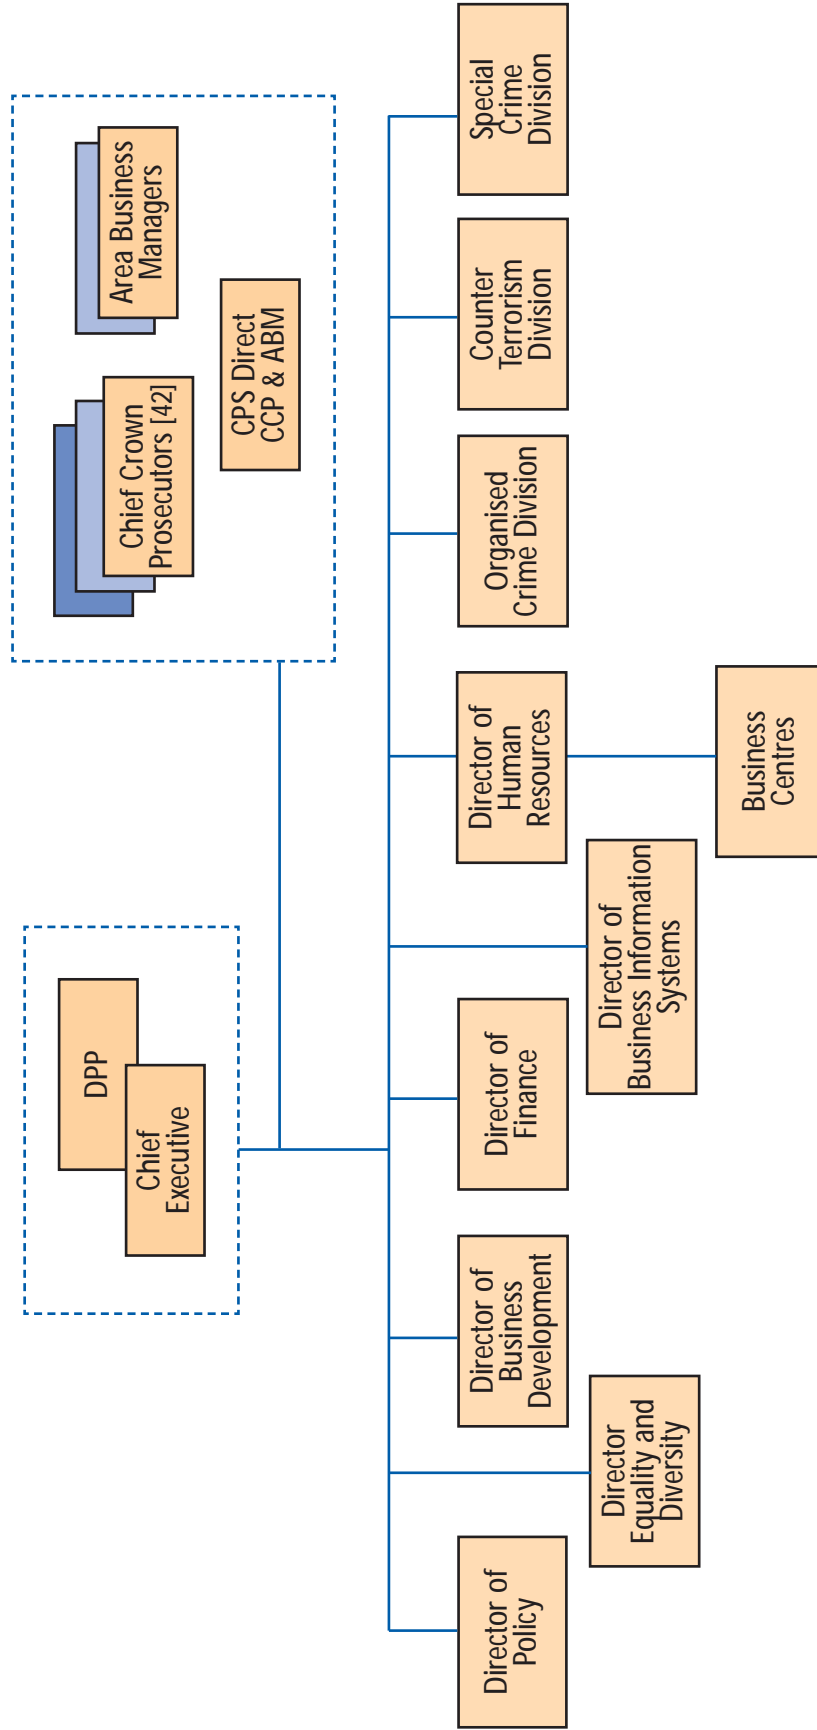 DPP
Chief
Executive
Chief Crown
Prosecutors [42]
Area Business
Managers
CPS Direct
CCP & ABM
Director of
Policy
Director
Equality and
Diversity
Director of
Business
Development
Director of
Finance
Director of
Business Information
Systems
Director of
Human
Resources
Business
Centres
Organised
Crime Division
Counter
Terrorism
Division
Special
Crime
Division